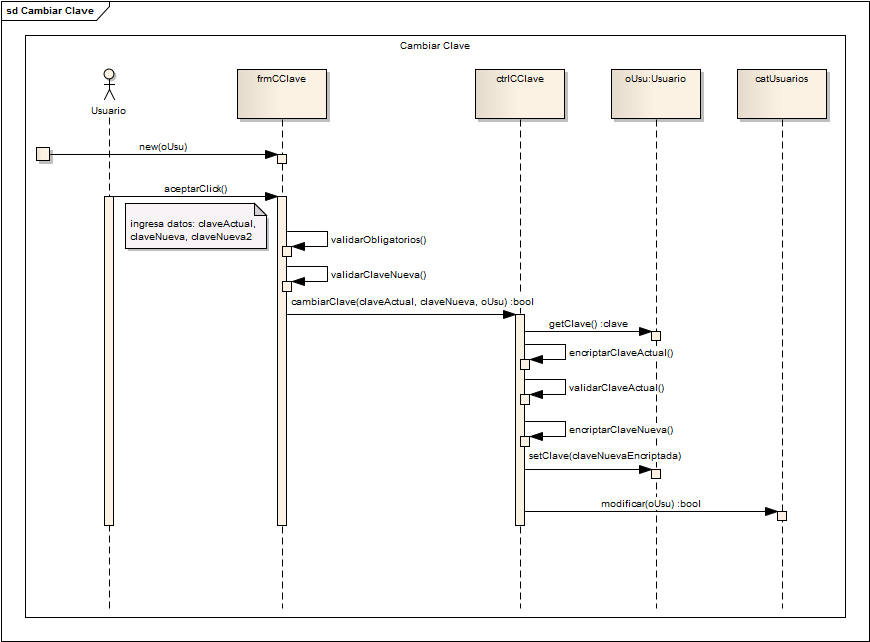 sd Cambiar Clave
Cambiar Clave
frmCClave
ctrlCClave
oUsu:Usuario
catUsuarios
Usuario
new(oUsu)
aceptarClick()
ingresa datos: claveActual,
claveNueva, claveNueva2
validarObligatorios()
validarClaveNueva()
cambiarClave(claveActual, claveNueva, oUsu) :bool
getClave() :clave
encriptarClaveActual()
validarClaveActual()
encriptarClaveNueva()
setClave(claveNuevaEncriptada)
modificar(oUsu) :bool